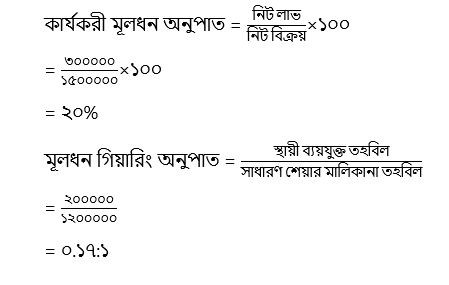 কার্যকরী মূলধন অনুপাত = নিট লাভ/নিট বিক্রয়×১০০
= ৩০০০০০/১৫০০০০০×১০০
= ২০%
মূলধন গিয়ারিং অনুপাত = স্থায়ী ব্যয়যুক্ত তহবিল/সাধারণ শেয়ার মালিকানা তহবিল
= ২০০০০০/১২০০০০০
= ০.১৭:১